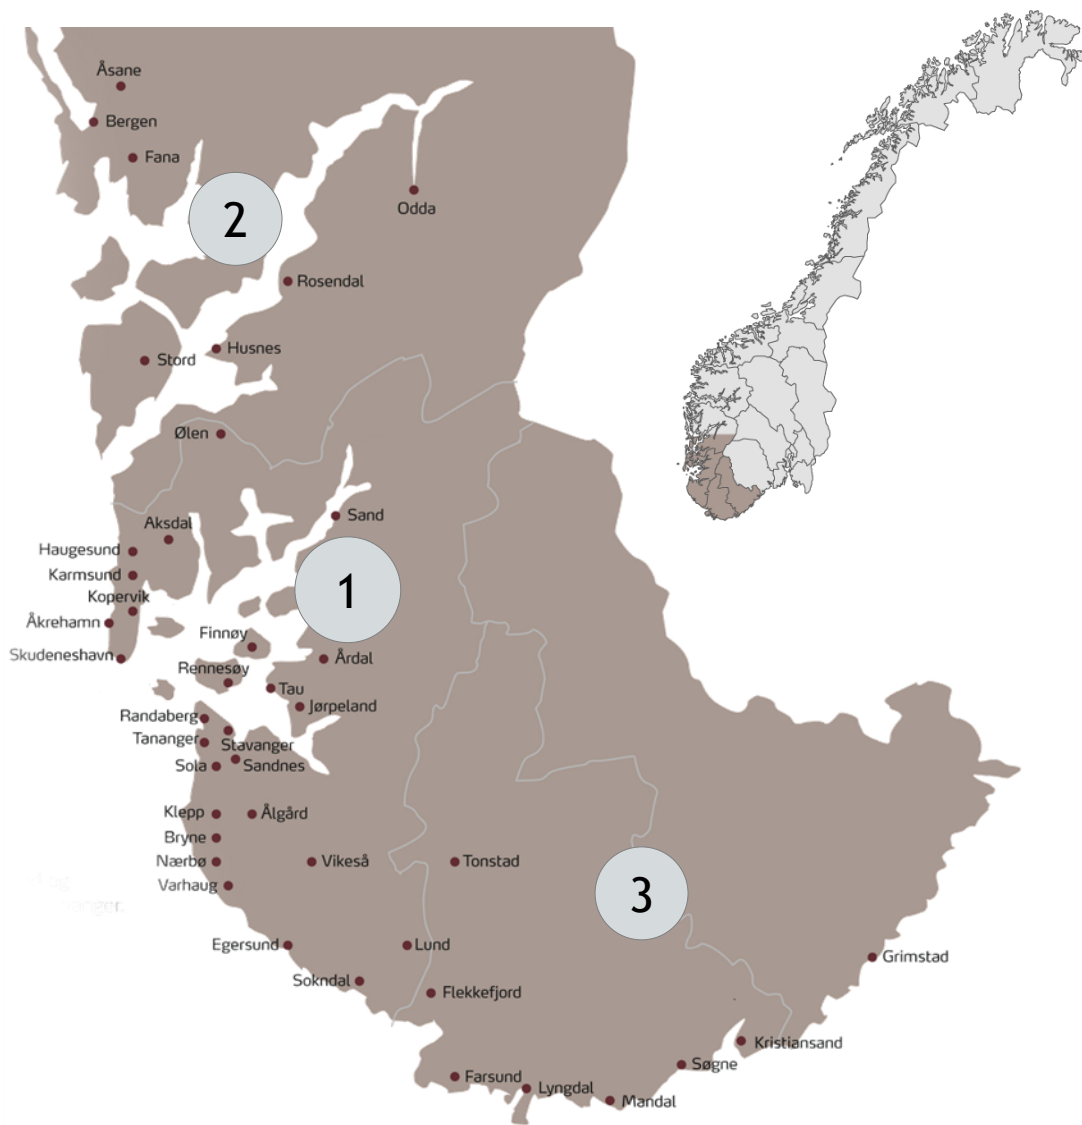 Åsane
Bergen
Fana
Odda
2
Rosendal
Husnes
Stord
Ølen
Sand
Aksdal
Haugesund
Karmsund
Kopervik
1
Åkrehamn
Finnøy
Skudeneshavn
Årdal
Rennesøy
Tau
Jørpeland
Randaberg
Tananger
Stavanger
Sola
Sandnes
Klepp
Ålgård
Bryne
Nærbø
Vikeså
Tonstad
Varhaug
3
Egersund
Lund
Grimstad
Sokndal
Flekkefjord
Kristiansand
Søgne
Farsund
Lyngdal
Mandal